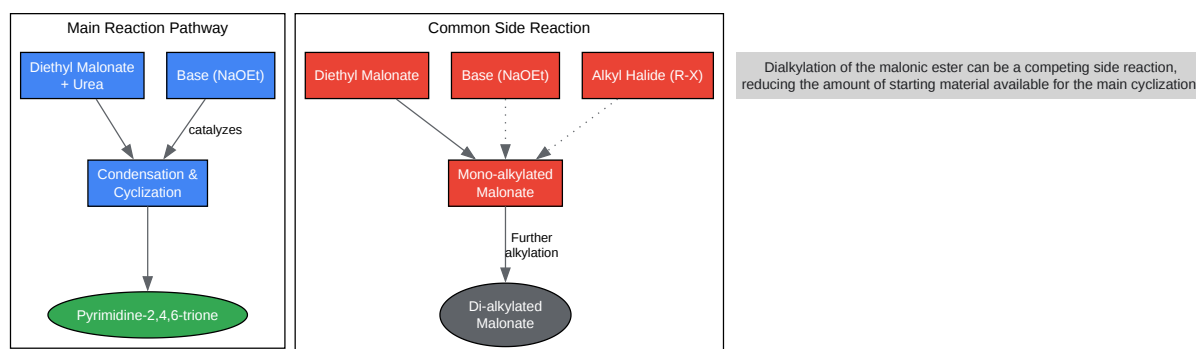 Main Reaction Pathway
Diethyl Malonate
+ Urea
Base (NaOEt)
catalyzes
Condensation &
Cyclization
Pyrimidine-2,4,6-trione
Common Side Reaction
Diethyl Malonate
Base (NaOEt)
Alkyl Halide (R-X)
Mono-alkylated
Malonate
Further
alkylation
Di-alkylated
Malonate
Dialkylation of the malonic ester can be a competing side reaction,
reducing the amount of starting material available for the main cyclization